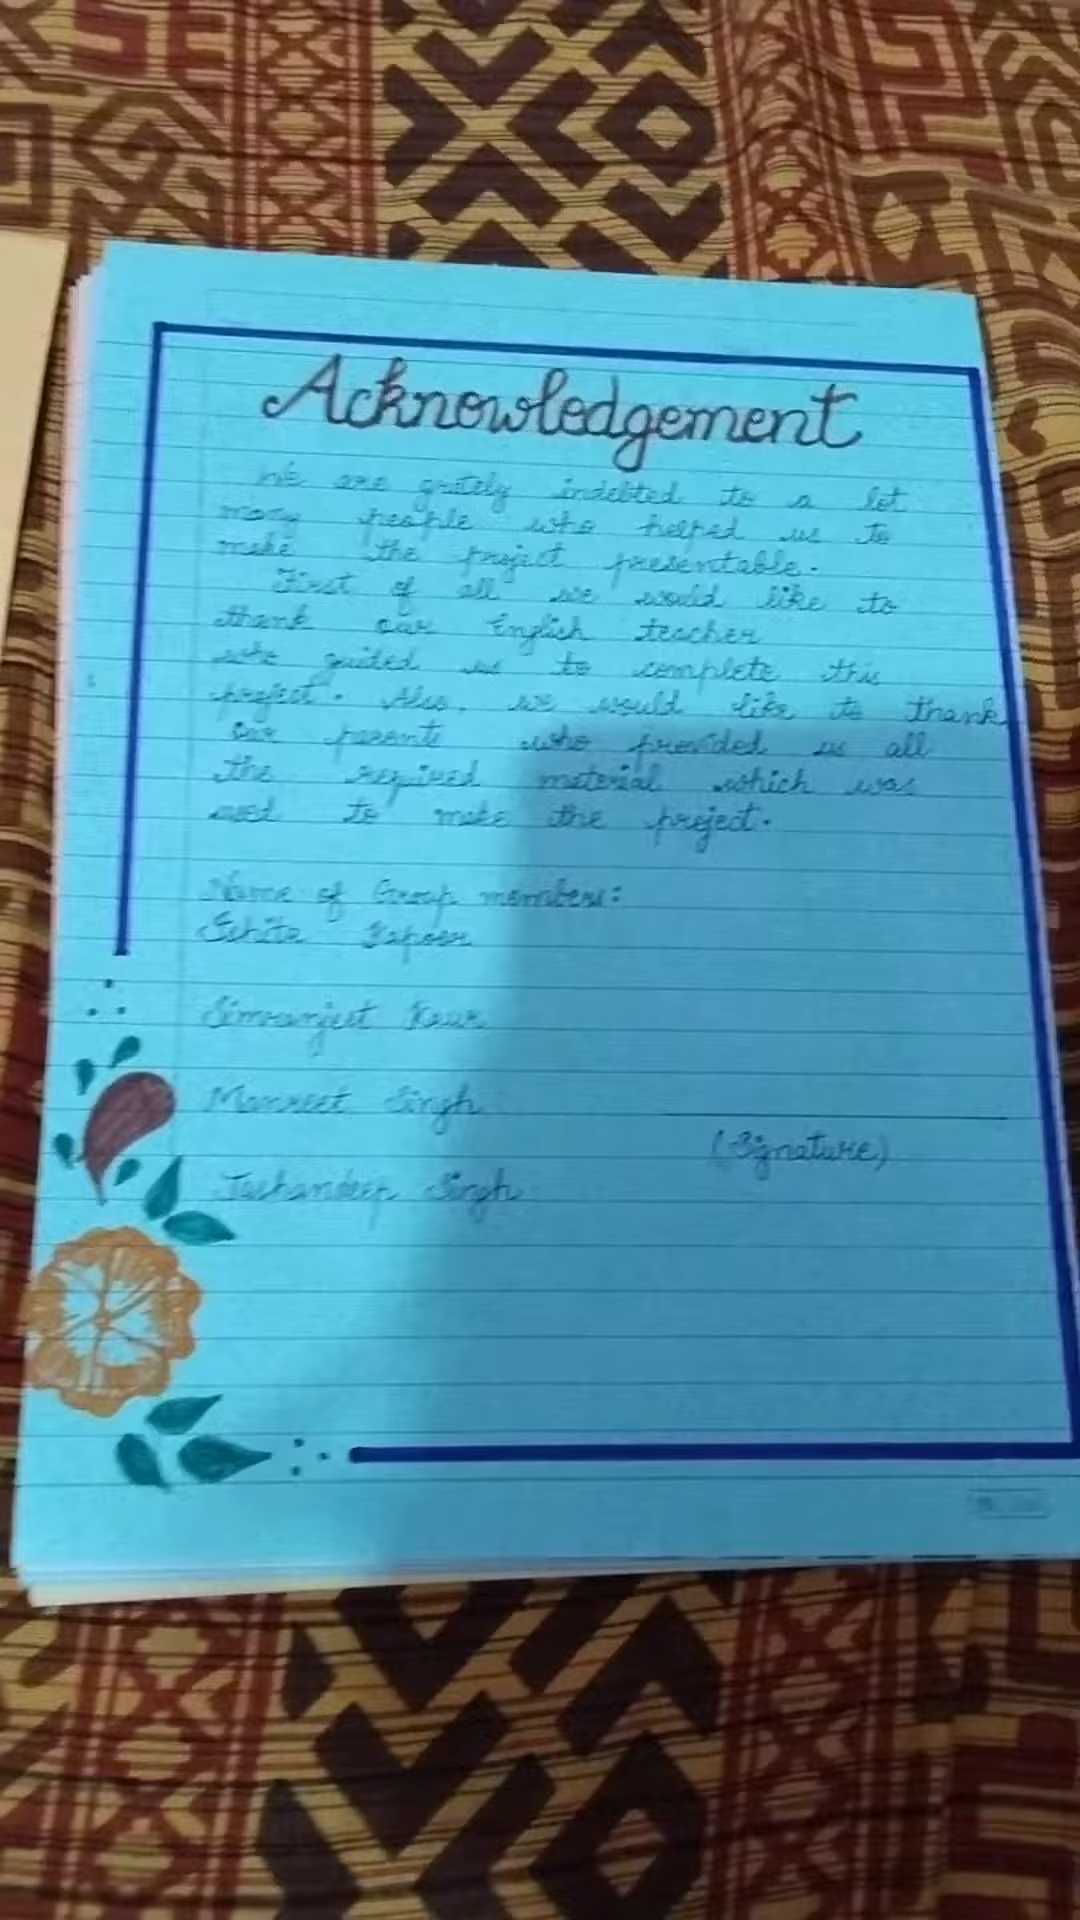 Acknowledgement
We are grately indebted to a lot
many people who helped us to
make the project presentable.
First of all we would like to
thank our English teacher
who guided us to complete this
project. Also, we would like to thank
our parents who provided us all
the required material which was
used to make the project.
Name of Group members:
Kapoor
Simranjeet Kaur
Manreet Singh
(Signature)
Jashandeep Singh